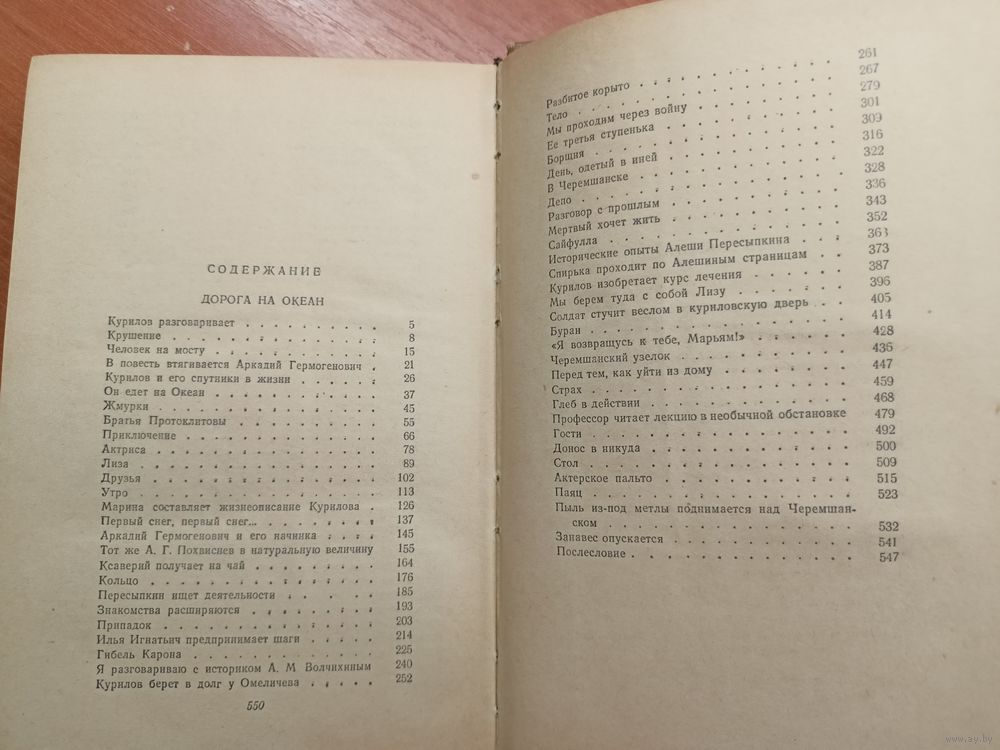 СОДЕРЖАНИЕ
ДОРОГА НА ОКЕАН
Курилов разговаривает . . . . . . . . . 5
Крушение . . . . . . . . . . . . . 8
Человек на мосту . . . . . . . . . . 15
В повесть втягивается Аркадий Гермогенович . 21
Курилов и его спутники в жизни . . . . . 26
Он едет на Океан . . . . . . . . . . 37
Жмурки . . . . . . . . . . . . . . 45
Братья Протоклитовы . . . . . . . . . 55
Приключение . . . . . . . . . . . . 66
Актриса . . . . . . . . . . . . . . 78
Лиза . . . . . . . . . . . . . . . 89
Друзья . . . . . . . . . . . . . . 102
Утро . . . . . . . . . . . . . . . 113
Марина составляет жизнеописание Курилова . 126
Первый снег, первый снег... . . . . . . . 137
Аркадий Гермогенович и его начинка . . . . 145
Тот же А. Г. Похвиснев в натуральную величину 155
Ксаверий получает на чай . . . . . . . . 164
Кольцо . . . . . . . . . . . . . . 176
Пересыпкин ищет деятельности . . . . . . 185
Знакомства расширяются . . . . . . . . 193
Припадок . . . . . . . . . . . . . 203
Илья Игнатьич предпринимает шаги . . . . . 214
Гибель Карона . . . . . . . . . . . 225
Я разговариваю с историком А. М Волчихиным 240
Курилов берет в долг у Омеличева . . . . . 252
550
Разбитое корыто . . . . . . . . . . 261
Тело . . . . . . . . . . . . . . . 267
Мы проходим через войну . . . . . . . 279
Ее третья ступенька . . . . . . . . . 301
Борщня . . . . . . . . . . . . . . 309
День, одетый в иней . . . . . . . . . 316
В Черемшанске . . . . . . . . . . . 322
Депо . . . . . . . . . . . . . . . 328
Разговор с прошлым . . . . . . . . . 336
Мертвый хочет жить . . . . . . . . . 343
Сайфулла . . . . . . . . . . . . . 352
Исторические опыты Алеши Пересыпкина . . . 363
Спирька проходит по Алешиным страницам . . 373
Курилов изобретает курс лечения . . . . . 387
Мы берем туда с собой Лизу . . . . . . . 396
Солдат стучит веслом в куриловскую дверь . . 405
Буран . . . . . . . . . . . . . . . 414
«Я возвращусь к тебе, Марьям!» . . . . . . 428
Черемшанский узелок . . . . . . . . . 436
Перед тем, как уйти из дому . . . . . . . 447
Страх . . . . . . . . . . . . . . . 459
Глеб в действии . . . . . . . . . . . 468
Профессор читает лекцию в необычной обстановке 479
Гости . . . . . . . . . . . . . . . 492
Донос в никуда . . . . . . . . . . . 500
Стол . . . . . . . . . . . . . . . 509
Актерское пальто . . . . . . . . . . 515
Паяц . . . . . . . . . . . . . . . 523
Пыль из-под метлы поднимается над Черемшан-
ском . . . . . . . . . . . . . . 532
Занавес опускается . . . . . . . . . . 541
Послесловие . . . . . . . . . . . . 547
www.ay.by